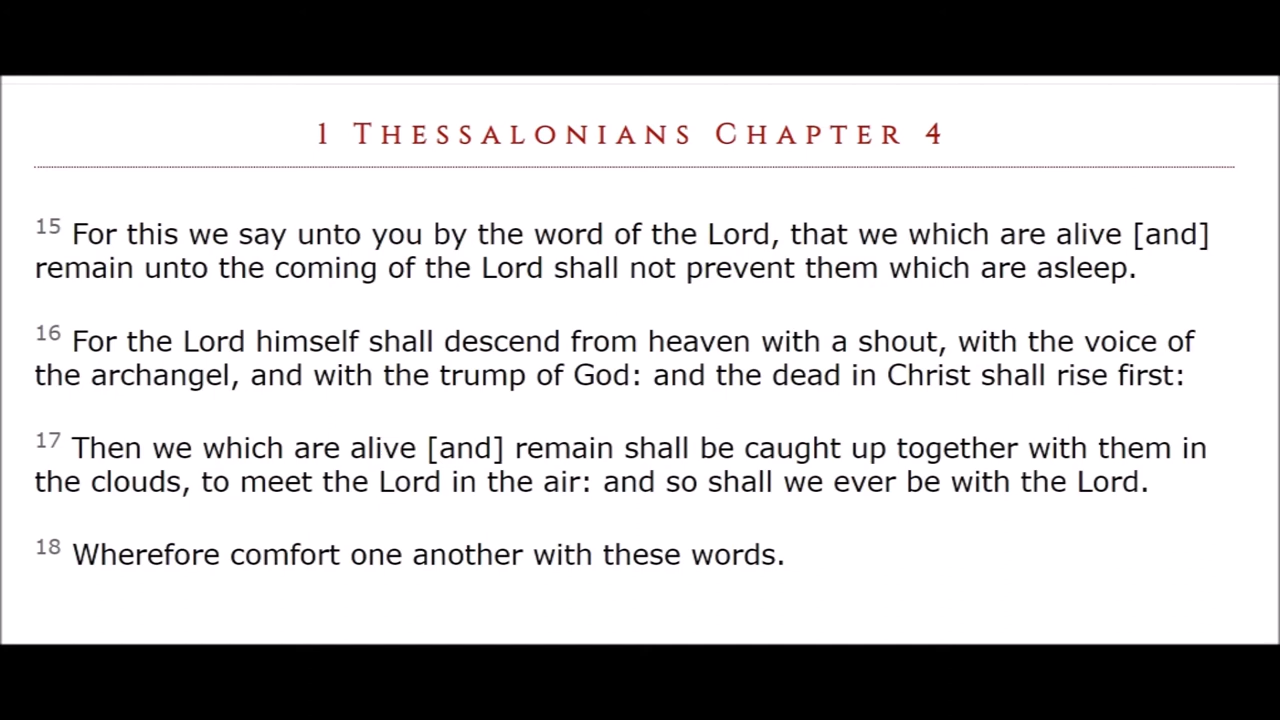 1 Thessalonians Chapter 4
15 For this we say unto you by the word of the Lord, that we which are alive [and]
remain unto the coming of the Lord shall not prevent them which are asleep.
16 For the Lord himself shall descend from heaven with a shout, with the voice of
the archangel, and with the trump of God: and the dead in Christ shall rise first:
17 Then we which are alive [and] remain shall be caught up together with them in
the clouds, to meet the Lord in the air: and so shall we ever be with the Lord.
18 Wherefore comfort one another with these words.